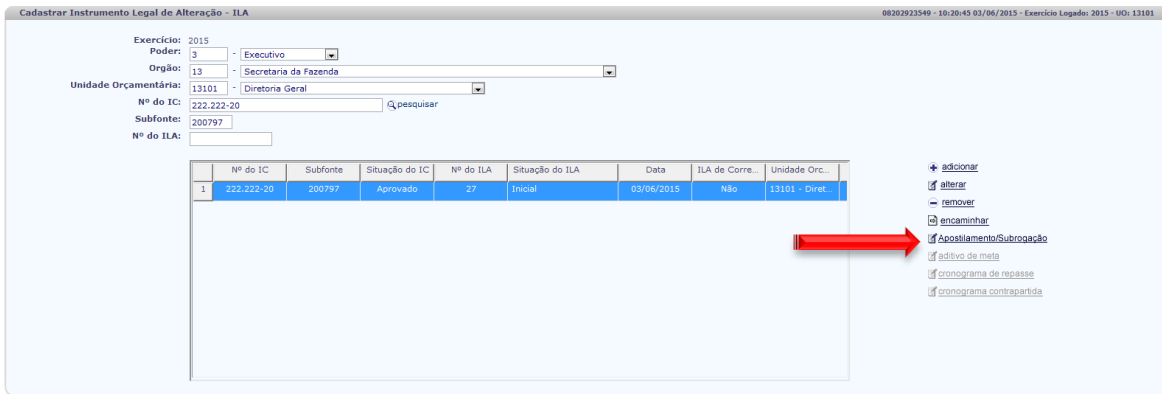 Cadastrar Instrumento Legal de Alteração - ILA 08202923549 - 10:20:45 03/06/2015 - Exercício Logado: 2015 - UO: 13101
Exercício: 2015
Poder: 3 - Executivo
Orgão: 13 - Secretaria da Fazenda
Unidade Orçamentária: 13101 - Diretoria Geral
Nº do IC: 222.222-20 pesquisar
Subfonte: 200797
Nº do ILA:
Nº do IC Subfonte Situação do IC Nº do ILA Situação do ILA Data ILA de Corre... Unidade Orc...
1 222.222-20 200797 Aprovado 27 Inicial 03/06/2015 Não 13101 - Diret...
adicionar
alterar
remover
encaminhar
Apostilamento/Subrogação
aditivo de meta
cronograma de repasse
cronograma contrapartida